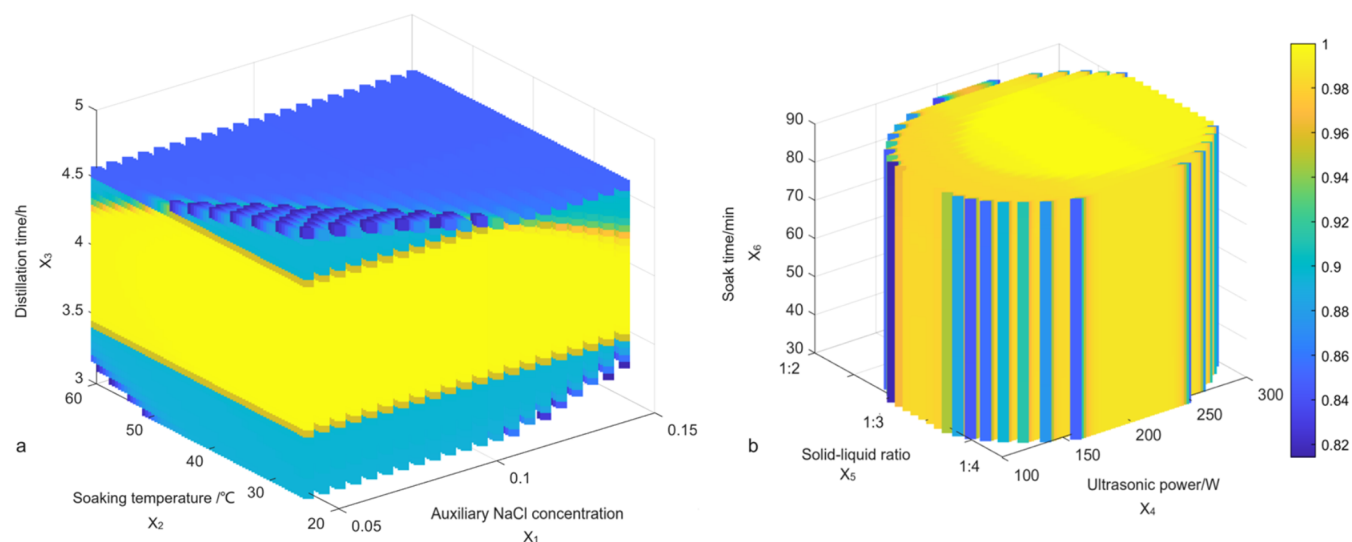 5
4.5
4
3.5
3
Distillation time/h
X₃
60
50
40
30
20
Soaking temperature /℃
X₂
0.05
0.1
0.15
Auxiliary NaCl concentration
X₁
a
90
80
70
60
50
40
30
Soak time/min
X₆
1:2
1:3
1:4
Solid-liquid ratio
X₅
100
150
200
250
300
Ultrasonic power/W
X₄
b
1
0.98
0.96
0.94
0.92
0.9
0.88
0.86
0.84
0.82